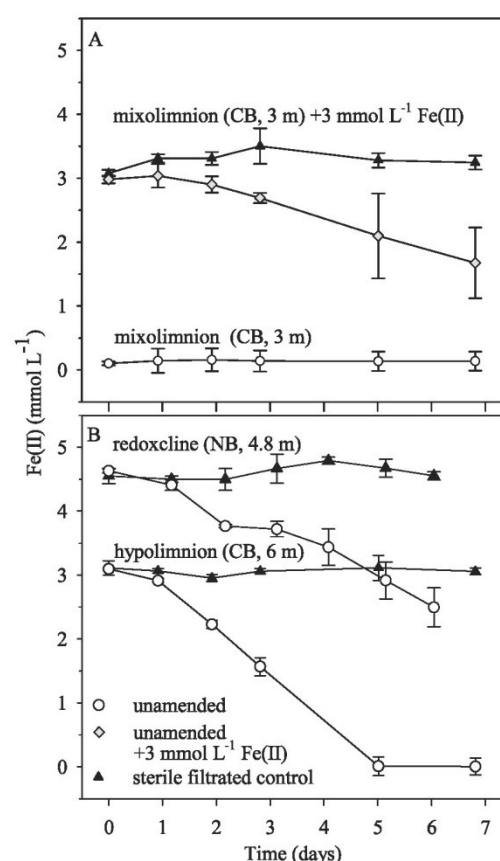 A
5
mixolimnion (CB, 3 m) +3 mmol L⁻¹ Fe(II)
4
3
2
1
mixolimnion (CB, 3 m)
0
Fe(II) (mmol L⁻¹)
B
redoxcline (NB, 4.8 m)
5
4
hypolimnion (CB, 6 m)
3
2
1
unamended
unamended
+3 mmol L⁻¹ Fe(II)
0
sterile filtrated control
0 1 2 3 4 5 6 7
Time (days)